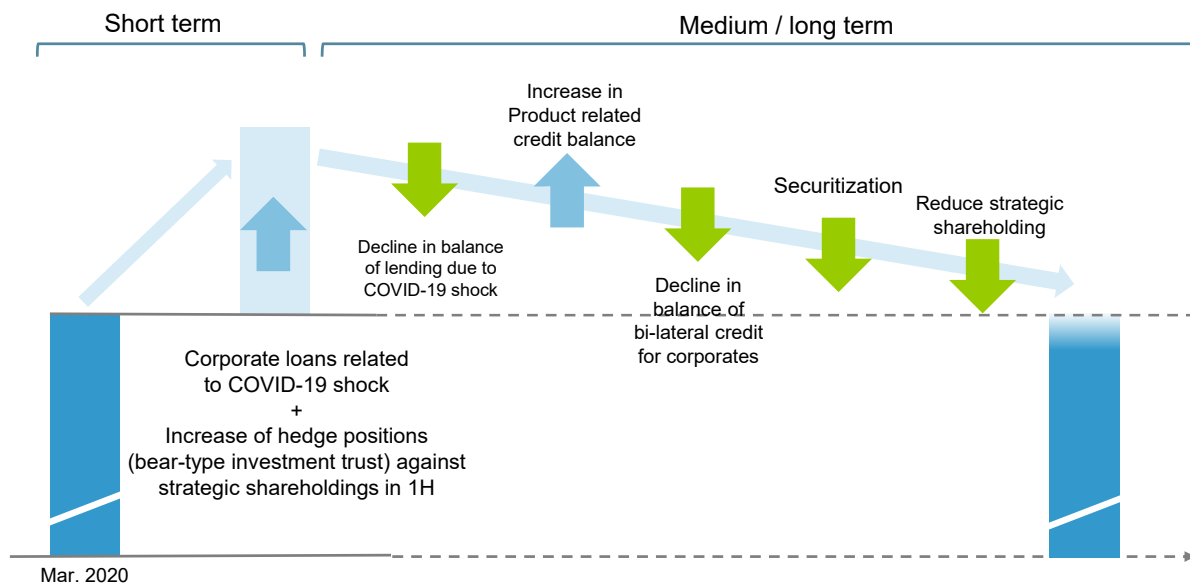 Short term
Medium / long term
Increase in
Product related
credit balance
Securitization
Reduce strategic
shareholding
Decline in balance
of lending due to
COVID-19 shock
Decline in
balance of
bi-lateral credit
for corporates
Corporate loans related
to COVID-19 shock
+
Increase of hedge positions
(bear-type investment trust) against
strategic shareholdings in 1H
Mar. 2020